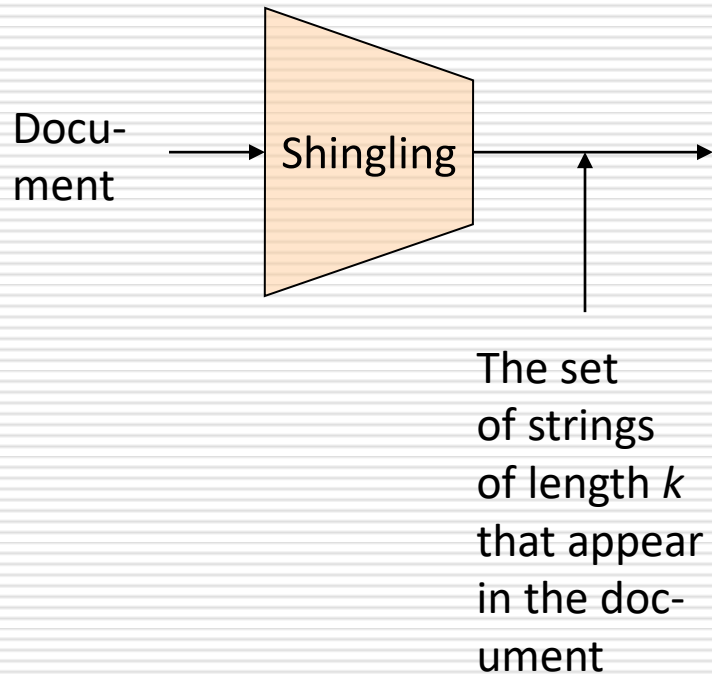 Docu-
ment
Shingling
The set
of strings
of length k
that appear
in the doc-
ument